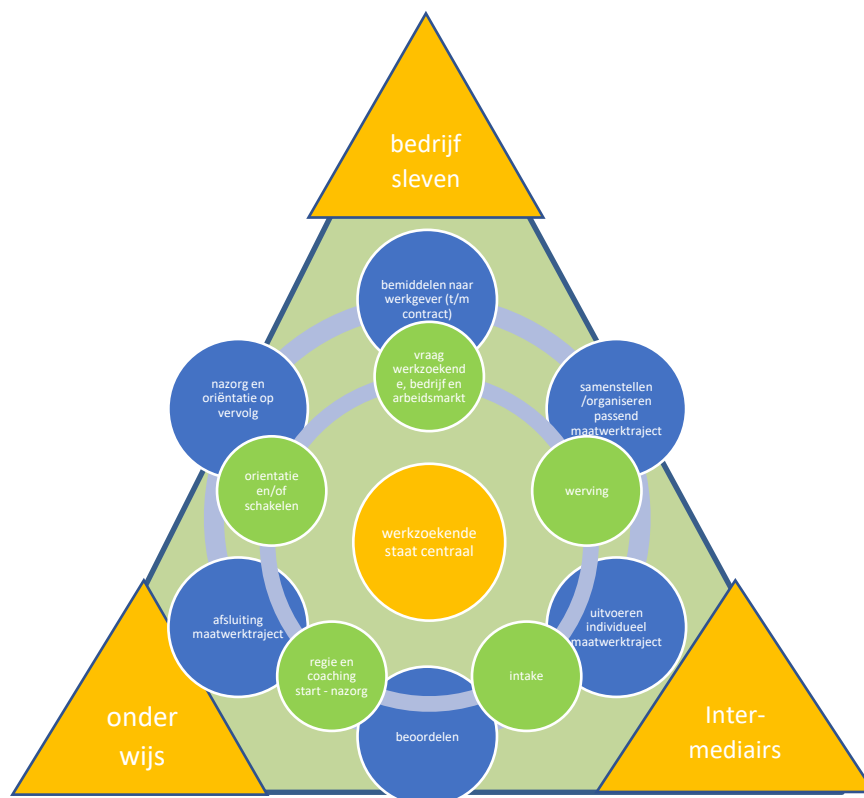 bedrijf
sleven
bemiddelen naar
werkgever (t/m
contract)
vraag
werkzoekend
e, bedrijf en
arbeidsmarkt
nazorg en
oriëntatie op
vervolg
samenstellen
/organiseren
passend
maatwerktraject
orientatie
en/of
schakelen
werving
werkzoekende
staat centraal
afsluiting
maatwerktraject
uitvoeren
individueel
maatwerktraject
regie en
coaching
start - nazorg
intake
beoordelen
onder
wijs
Inter-
mediairs